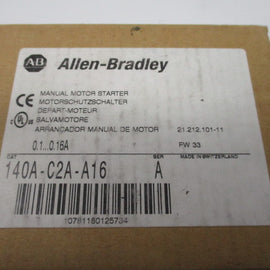 AB Allen-Bradley
MANUAL MOTOR STARTER
MOTORSCHUTZSCHALTER
DEPART-MOTEUR
SALVAMOTORE
ARRANCADOR MANUAL DE MOTOR 21.212.101-11
0.1...0.16A FW 33
CAT SER MADE IN SWITZERLAND
140A-C2A-A16 A
10781180125734